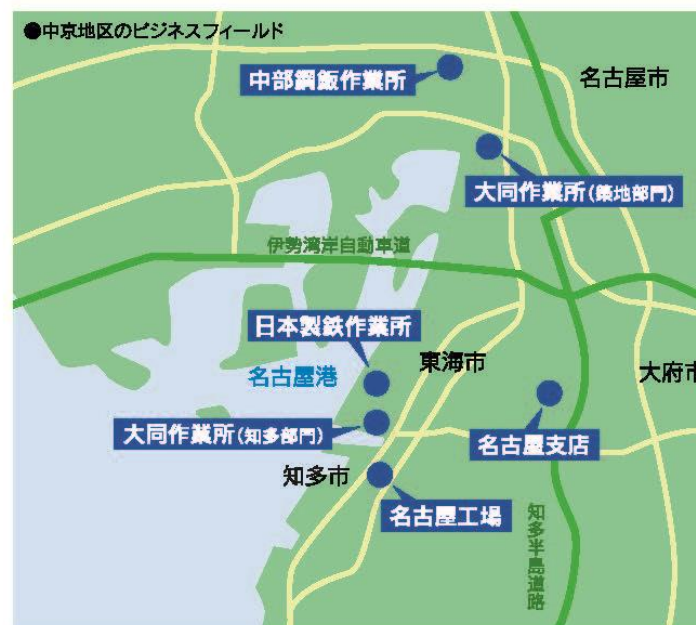 ●中京地区のビジネスフィールド
中部鋼鈑作業所
名古屋市
大同作業所(築地部門)
伊勢湾岸自動車道
日本製鉄作業所
東海市
名古屋港
大府市
大同作業所(知多部門)
名古屋支店
知多市
名古屋工場
知多半島道路